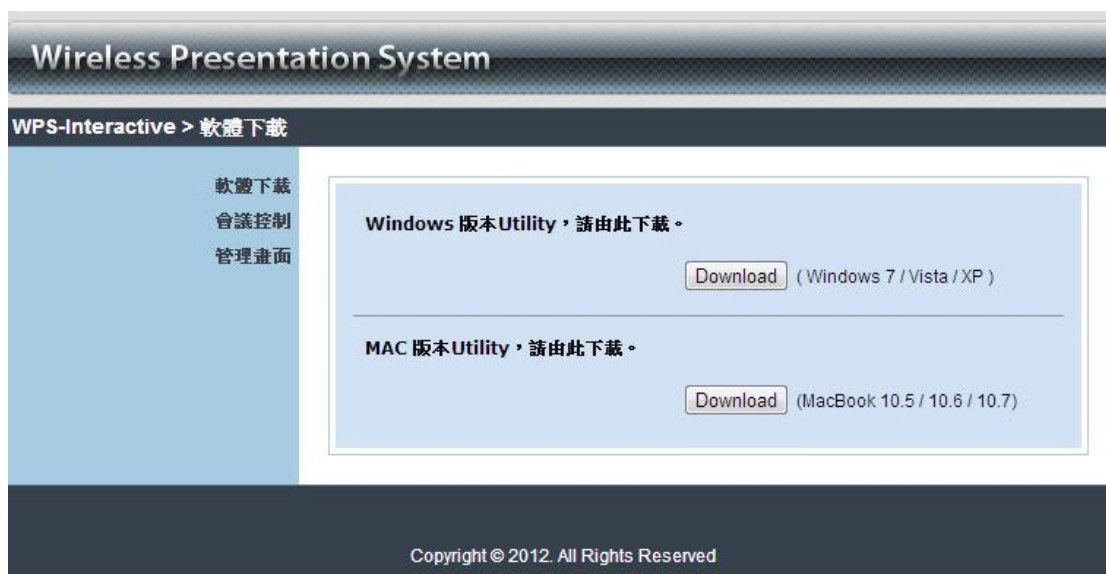 Wireless Presentation System
WPS-Interactive > 軟體下載
軟體下載
會議控制
管理畫面
Windows 版本Utility，請由此下載。
Download ( Windows 7 / Vista / XP )
MAC 版本Utility，請由此下載。
Download (MacBook 10.5 / 10.6 / 10.7)
Copyright © 2012. All Rights Reserved